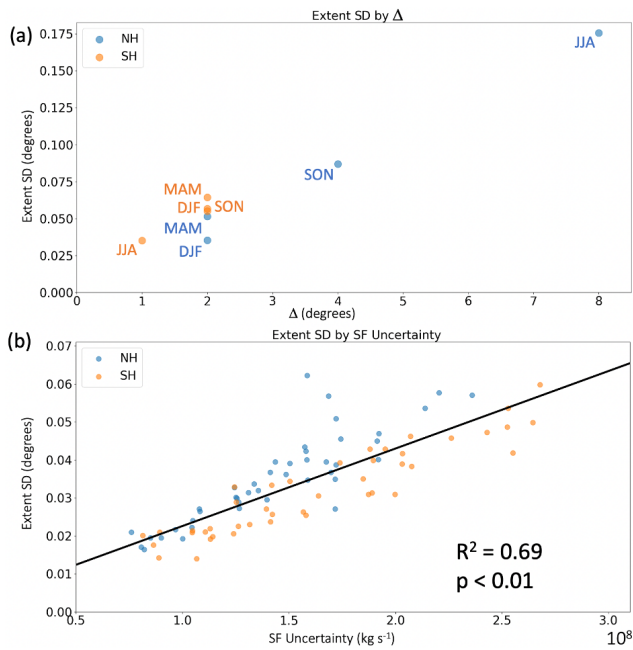 (a)
Extent SD by Δ
NH
SH
Extent SD (degrees)
0.175
0.150
0.125
0.100
0.075
0.050
0.025
0.000
JJA
SON
MAM
DJF
SON
MAM
DJF
JJA
0 1 2 3 4 5 6 7 8
Δ (degrees)
(b)
Extent SD by SF Uncertainty
NH
SH
Extent SD (degrees)
0.07
0.06
0.05
0.04
0.03
0.02
0.01
0.00
R² = 0.69
p < 0.01
1.0 1.5 2.0 2.5 3.0
SF Uncertainty (kg s⁻¹)
10⁸